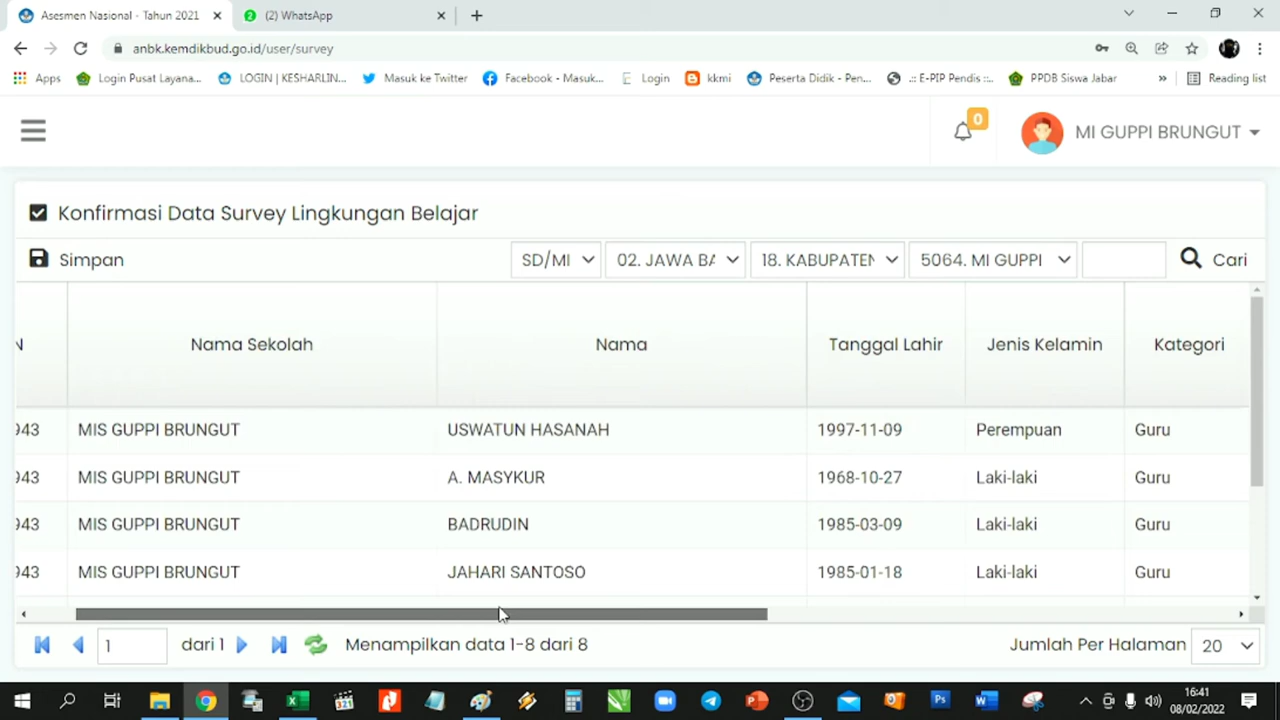 Asesmen Nasional - Tahun 2021
(2) WhatsApp
anbk.kemdikbud.go.id/user/survey
Apps
Login Pusat Layana...
LOGIN | KESHARLIN...
Masuk ke Twitter
Facebook - Masuk...
Login
kkmi
Peserta Didik - Pen...
.:: E-PIP Pendis ::..
PPDB Siswa Jabar
»
Reading list
0
MI GUPPI BRUNGUT
Konfirmasi Data Survey Lingkungan Belajar
Simpan
SD/MI
02. JAWA BA
18. KABUPATEN
5064. MI GUPPI
Cari
N Nama Sekolah Nama Tanggal Lahir Jenis Kelamin Kategori
943 MIS GUPPI BRUNGUT USWATUN HASANAH 1997-11-09 Perempuan Guru
943 MIS GUPPI BRUNGUT A. MASYKUR 1968-10-27 Laki-laki Guru
943 MIS GUPPI BRUNGUT BADRUDIN 1985-03-09 Laki-laki Guru
943 MIS GUPPI BRUNGUT JAHARI SANTOSO 1985-01-18 Laki-laki Guru
1 dari 1 Menampilkan data 1-8 dari 8 Jumlah Per Halaman 20
16:41
08/02/2022